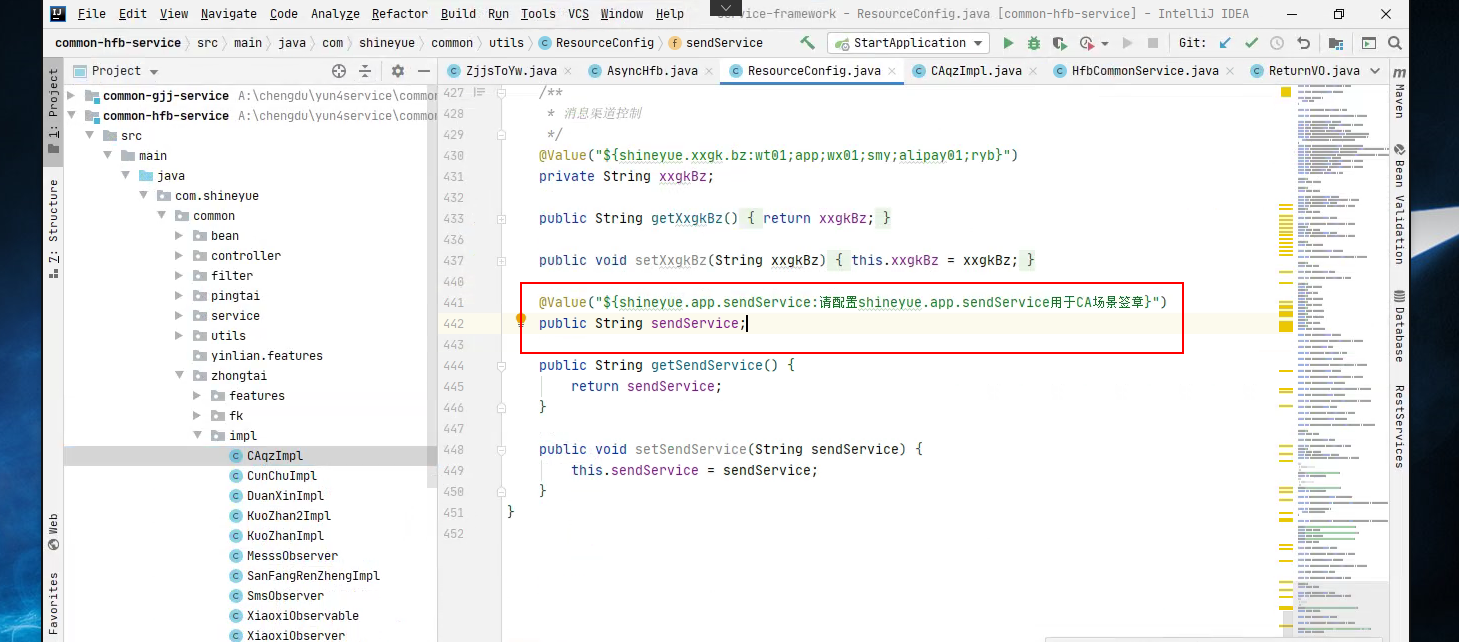 File Edit View Navigate Code Analyze Refactor Build Run Tools VCS Window Help service-framework - ResourceConfig.java [common-hfb-service] - IntelliJ IDEA
common-hfb-service src main java com shineyue common utils ResourceConfig sendService StartApplication Git:
Project ZjjsToYw.java AsyncHfb.java ResourceConfig.java CAqzImpl.java HfbCommonService.java ReturnVO.java
1: Project
7: Structure
Web
Favorites
common-gjj-service A:\chengdu\yun4service\commo
common-hfb-service A:\chengdu\yun4service\commo
src
main
java
com.shineyue
common
bean
controller
filter
pingtai
service
utils
yinlian.features
zhongtai
features
fk
impl
CAqzImpl
CunChuImpl
DuanXinImpl
KuoZhan2Impl
KuoZhanImpl
MesssObserver
SanFangRenZhengImpl
SmsObserver
XiaoxiObservable
XiaoxiObserver
427 /**
428 * 消息渠道控制
429 */
430 @Value("${shineyue.xxgk.bz:wt01;app;wx01;smy;alipay01;ryb}")
431 private String xxgkBz;
432
433 public String getXxgkBz() { return xxgkBz; }
436
437 public void setXxgkBz(String xxgkBz) { this.xxgkBz = xxgkBz; }
440
441 @Value("${shineyue.app.sendService:请配置shineyue.app.sendService用于CA场景签章}")
442 public String sendService;
443
444 public String getSendService() {
445 return sendService;
446 }
447
448 public void setSendService(String sendService) {
449 this.sendService = sendService;
450 }
451 }
452
Maven
Bean Validation
Database
RestServices